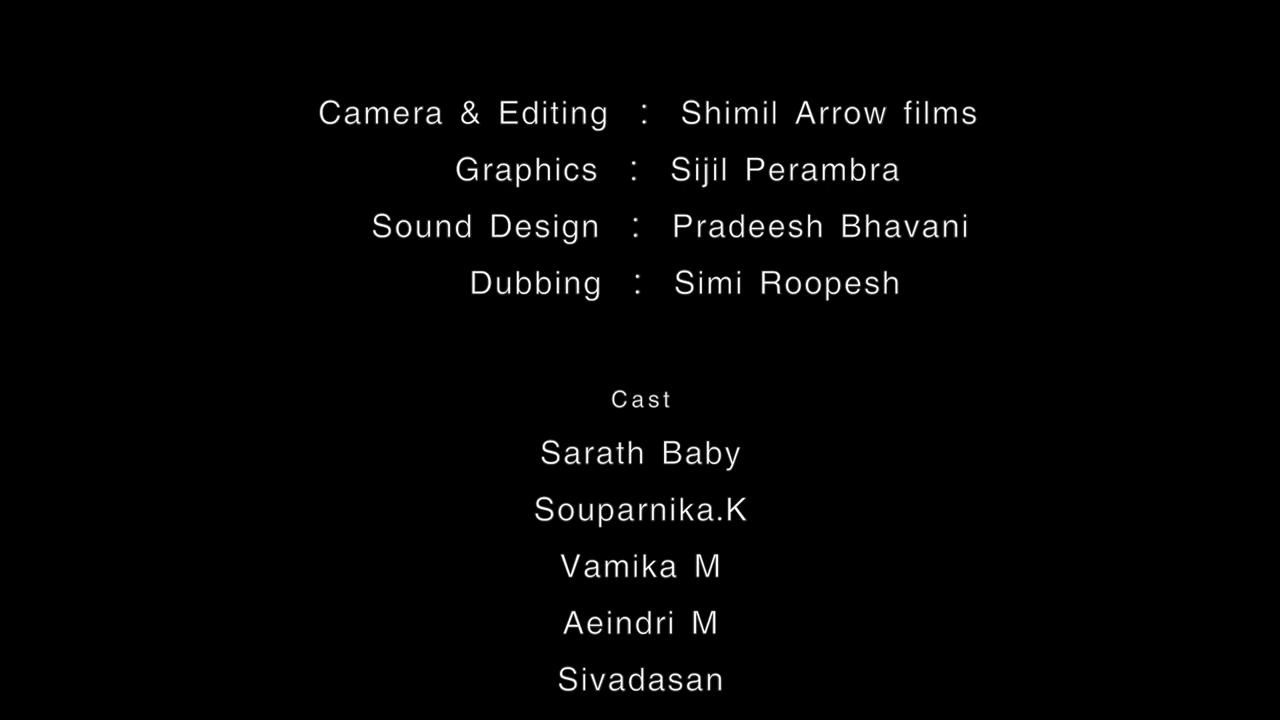 Camera & Editing : Shimil Arrow films
Graphics : Sijil Perambra
Sound Design : Pradeesh Bhavani
Dubbing : Simi Roopesh
Cast
Sarath Baby
Souparnika.K
Vamika M
Aeindri M
Sivadasan